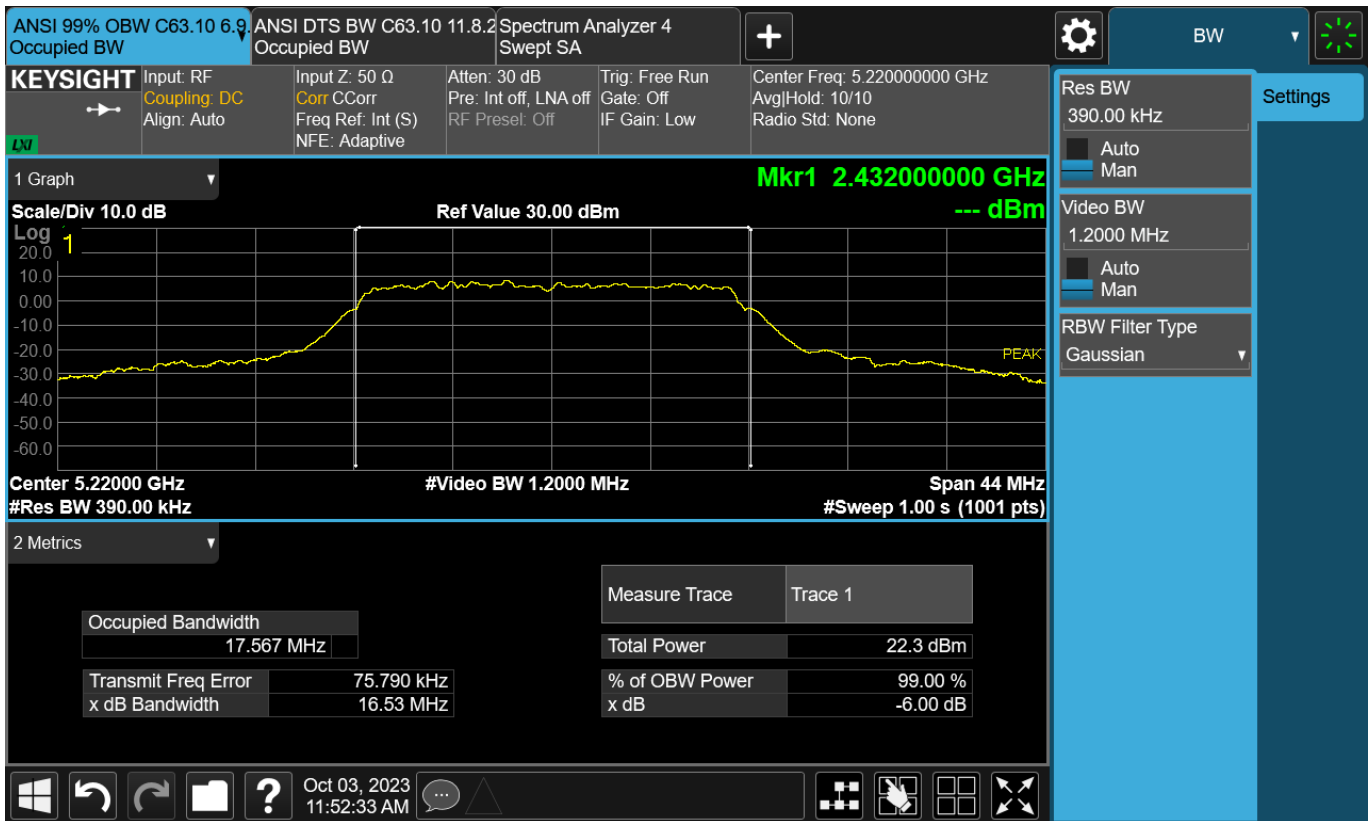 ANSI 99% OBW C63.10 6.9.
Occupied BW
ANSI DTS BW C63.10 11.8.2
Occupied BW
Spectrum Analyzer 4
Swept SA
BW
KEYSIGHT
LXI
Input: RF
Coupling: DC
Align: Auto
Input Z: 50 Ω
Corr CCorr
Freq Ref: Int (S)
NFE: Adaptive
Atten: 30 dB
Pre: Int off, LNA off
RF Presel: Off
Trig: Free Run
Gate: Off
IF Gain: Low
Center Freq: 5.220000000 GHz
Avg|Hold: 10/10
Radio Std: None
1 Graph
Mkr1 2.432000000 GHz
--- dBm
Scale/Div 10.0 dB
Ref Value 30.00 dBm
Log
1
20.0
10.0
0.00
-10.0
-20.0
-30.0
-40.0
-50.0
-60.0
PEAK
Center 5.22000 GHz
#Video BW 1.2000 MHz
Span 44 MHz
#Res BW 390.00 kHz
#Sweep 1.00 s (1001 pts)
2 Metrics
Measure Trace Trace 1
Occupied Bandwidth
17.567 MHz
Total Power 22.3 dBm
Transmit Freq Error 75.790 kHz
% of OBW Power 99.00 %
x dB Bandwidth 16.53 MHz
x dB -6.00 dB
Res BW
390.00 kHz
Auto
Man
Video BW
1.2000 MHz
Auto
Man
RBW Filter Type
Gaussian
Settings
?
Oct 03, 2023
11:52:33 AM